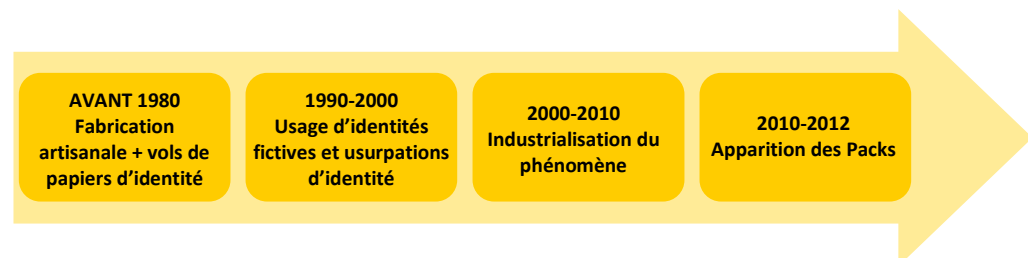 AVANT 1980
Fabrication
artisanale + vols de
papiers d'identité
1990-2000
Usage d'identités
fictives et usurpations
d'identité
2000-2010
Industrialisation du
phénomène
2010-2012
Apparition des Packs